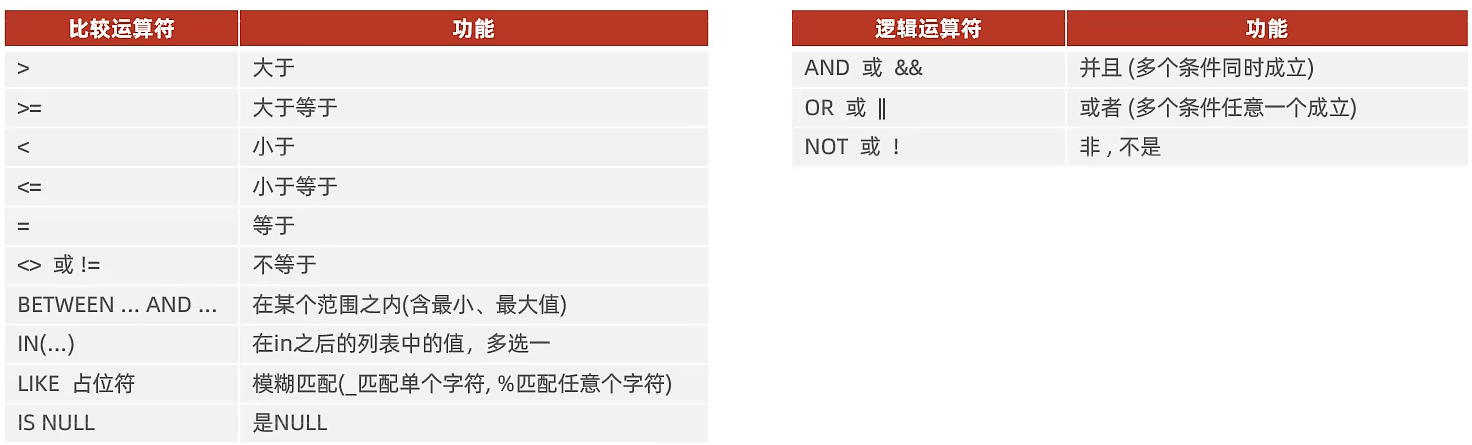 比较运算符 功能
> 大于
>= 大于等于
< 小于
<= 小于等于
= 等于
<> 或 != 不等于
BETWEEN ... AND ... 在某个范围之内(含最小、最大值)
IN(...) 在in之后的列表中的值，多选一
LIKE 占位符 模糊匹配(_匹配单个字符, %匹配任意个字符)
IS NULL 是NULL
逻辑运算符 功能
AND 或 && 并且 (多个条件同时成立)
OR 或 || 或者 (多个条件任意一个成立)
NOT 或 ! 非 , 不是